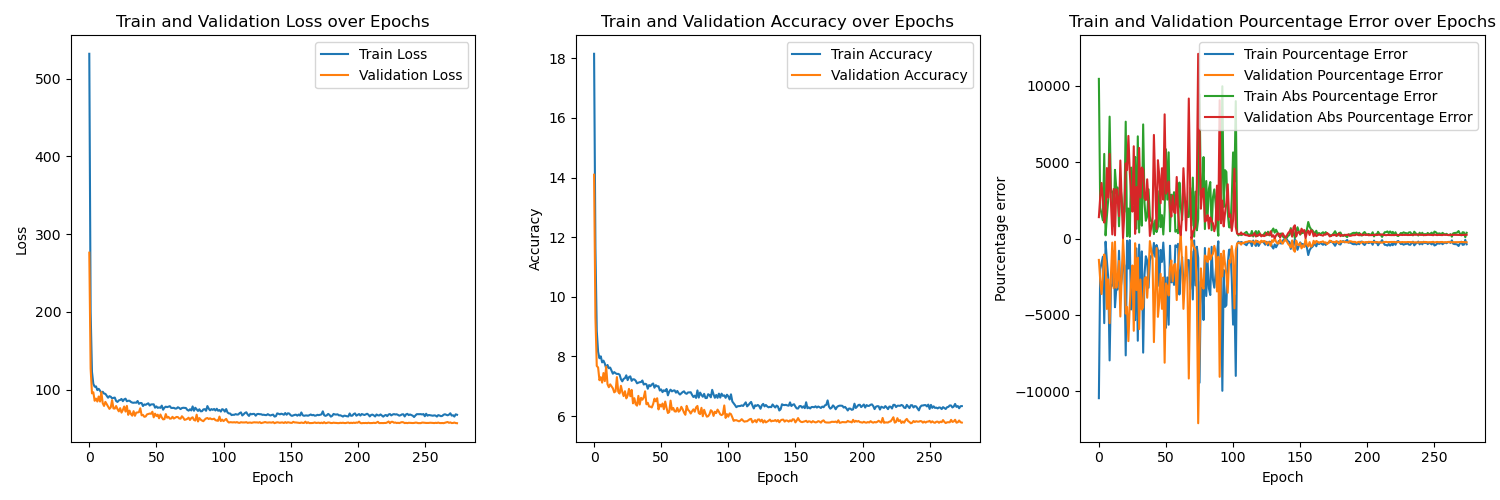 Train and Validation Loss over Epochs
Train Loss
Validation Loss
Loss
500
400
300
200
100
0 50 100 150 200 250
Epoch
Train and Validation Accuracy over Epochs
Train Accuracy
Validation Accuracy
Accuracy
18
16
14
12
10
8
6
0 50 100 150 200 250
Epoch
Train and Validation Pourcentage Error over Epochs
Train Pourcentage Error
Validation Pourcentage Error
Train Abs Pourcentage Error
Validation Abs Pourcentage Error
Pourcentage error
10000
5000
0
−5000
−10000
0 50 100 150 200 250
Epoch